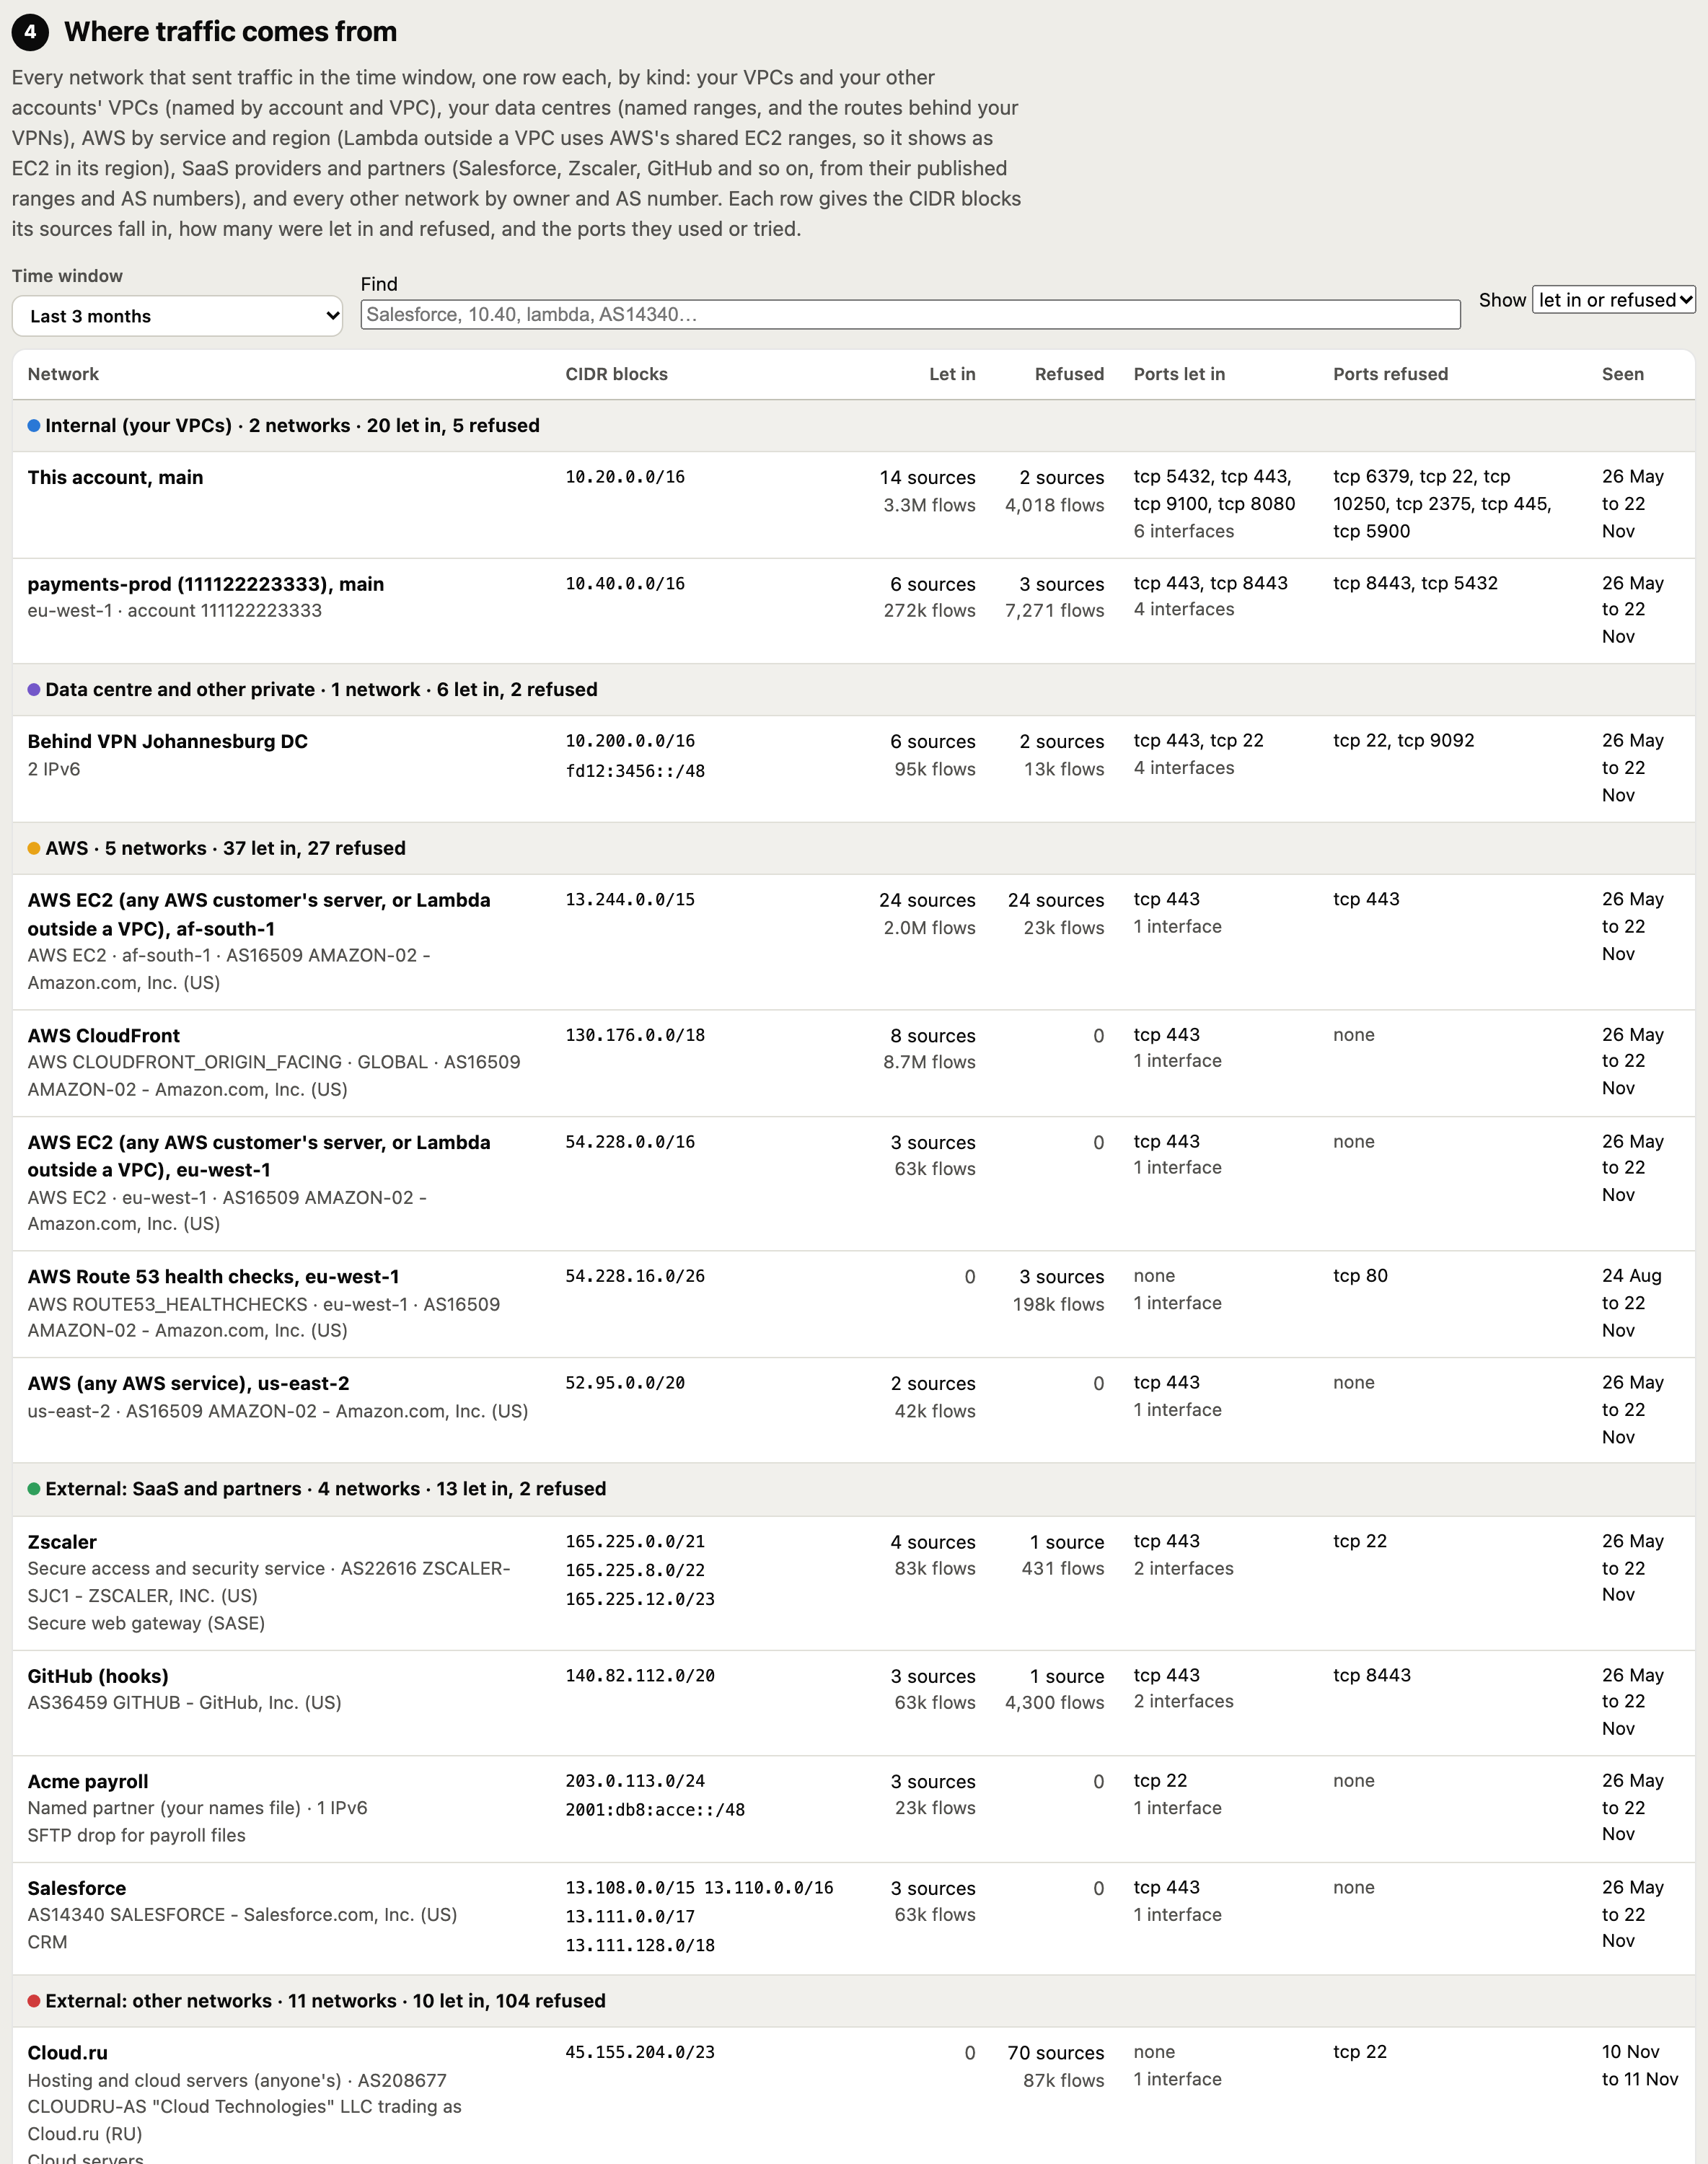 4 Where traffic comes from
Every network that sent traffic in the time window, one row each, by kind: your VPCs and your other
accounts' VPCs (named by account and VPC), your data centres (named ranges, and the routes behind your
VPNs), AWS by service and region (Lambda outside a VPC uses AWS's shared EC2 ranges, so it shows as
EC2 in its region), SaaS providers and partners (Salesforce, Zscaler, GitHub and so on, from their published
ranges and AS numbers), and every other network by owner and AS number. Each row gives the CIDR blocks
its sources fall in, how many were let in and refused, and the ports they used or tried.
Time window
Last 3 months
Find
Salesforce, 10.40, lambda, AS14340…
Show let in or refused
Network CIDR blocks Let in Refused Ports let in Ports refused Seen
Internal (your VPCs) · 2 networks · 20 let in, 5 refused
This account, main 10.20.0.0/16 14 sources 2 sources tcp 5432, tcp 443, tcp 6379, tcp 22, tcp 26 May
3.3M flows 4,018 flows tcp 9100, tcp 8080 10250, tcp 2375, tcp 445, to 22
6 interfaces tcp 5900 Nov
payments-prod (111122223333), main 10.40.0.0/16 6 sources 3 sources tcp 443, tcp 8443 tcp 8443, tcp 5432 26 May
eu-west-1 · account 111122223333 272k flows 7,271 flows 4 interfaces to 22
Nov
Data centre and other private · 1 network · 6 let in, 2 refused
Behind VPN Johannesburg DC 10.200.0.0/16 6 sources 2 sources tcp 443, tcp 22 tcp 22, tcp 9092 26 May
2 IPv6 fd12:3456::/48 95k flows 13k flows 4 interfaces to 22
Nov
AWS · 5 networks · 37 let in, 27 refused
AWS EC2 (any AWS customer's server, or Lambda 13.244.0.0/15 24 sources 24 sources tcp 443 tcp 443 26 May
outside a VPC), af-south-1 2.0M flows 23k flows 1 interface to 22
AWS EC2 · af-south-1 · AS16509 AMAZON-02 - Nov
Amazon.com, Inc. (US)
AWS CloudFront 130.176.0.0/18 8 sources 0 tcp 443 none 26 May
AWS CLOUDFRONT_ORIGIN_FACING · GLOBAL · AS16509 8.7M flows 1 interface to 22
AMAZON-02 - Amazon.com, Inc. (US) Nov
AWS EC2 (any AWS customer's server, or Lambda 54.228.0.0/16 3 sources 0 tcp 443 none 26 May
outside a VPC), eu-west-1 63k flows 1 interface to 22
AWS EC2 · eu-west-1 · AS16509 AMAZON-02 - Nov
Amazon.com, Inc. (US)
AWS Route 53 health checks, eu-west-1 54.228.16.0/26 0 3 sources none tcp 80 24 Aug
AWS ROUTE53_HEALTHCHECKS · eu-west-1 · AS16509 198k flows 1 interface to 22
AMAZON-02 - Amazon.com, Inc. (US) Nov
AWS (any AWS service), us-east-2 52.95.0.0/20 2 sources 0 tcp 443 none 26 May
us-east-2 · AS16509 AMAZON-02 - Amazon.com, Inc. (US) 42k flows 1 interface to 22
Nov
External: SaaS and partners · 4 networks · 13 let in, 2 refused
Zscaler 165.225.0.0/21 4 sources 1 source tcp 443 tcp 22 26 May
Secure access and security service · AS22616 ZSCALER- 165.225.8.0/22 83k flows 431 flows 2 interfaces to 22
SJC1 - ZSCALER, INC. (US) 165.225.12.0/23 Nov
Secure web gateway (SASE)
GitHub (hooks) 140.82.112.0/20 3 sources 1 source tcp 443 tcp 8443 26 May
AS36459 GITHUB - GitHub, Inc. (US) 63k flows 4,300 flows 2 interfaces to 22
Nov
Acme payroll 203.0.113.0/24 3 sources 0 tcp 22 none 26 May
Named partner (your names file) · 1 IPv6 2001:db8:acce::/48 23k flows 1 interface to 22
SFTP drop for payroll files Nov
Salesforce 13.108.0.0/15 13.110.0.0/16 3 sources 0 tcp 443 none 26 May
AS14340 SALESFORCE - Salesforce.com, Inc. (US) 13.111.0.0/17 63k flows 1 interface to 22
CRM 13.111.128.0/18 Nov
External: other networks · 11 networks · 10 let in, 104 refused
Cloud.ru 45.155.204.0/23 0 70 sources none tcp 22 10 Nov
Hosting and cloud servers (anyone's) · AS208677 87k flows 1 interface to 11 Nov
CLOUDRU-AS "Cloud Technologies" LLC trading as
Cloud.ru (RU)
Cloud servers